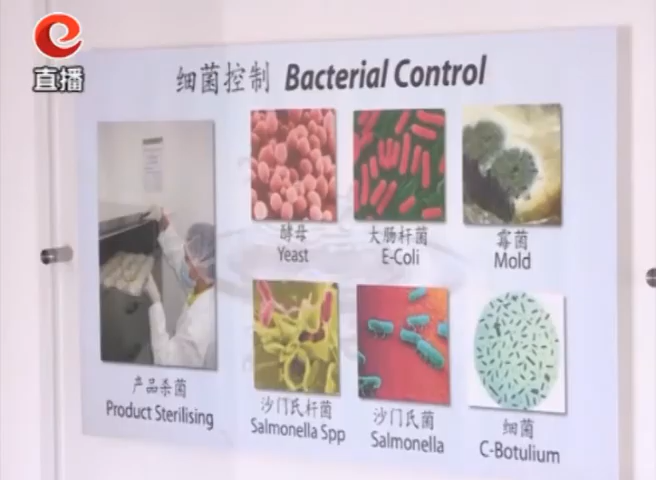 直播
细菌控制 Bacterial Control
酵母
Yeast
大肠杆菌
E-Coli
霉菌
Mold
产品杀菌
Product Sterilising
沙门氏杆菌
Salmonella Spp
沙门氏菌
Salmonella
细菌
C-Botulium